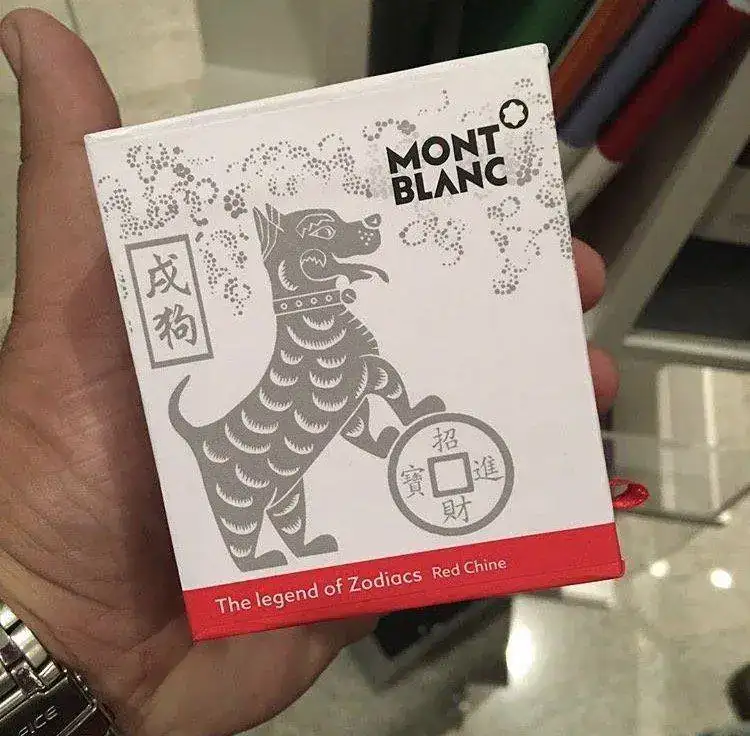 MONT
BLANC
戌狗
招財進寶
The legend of Zodiacs Red Chine